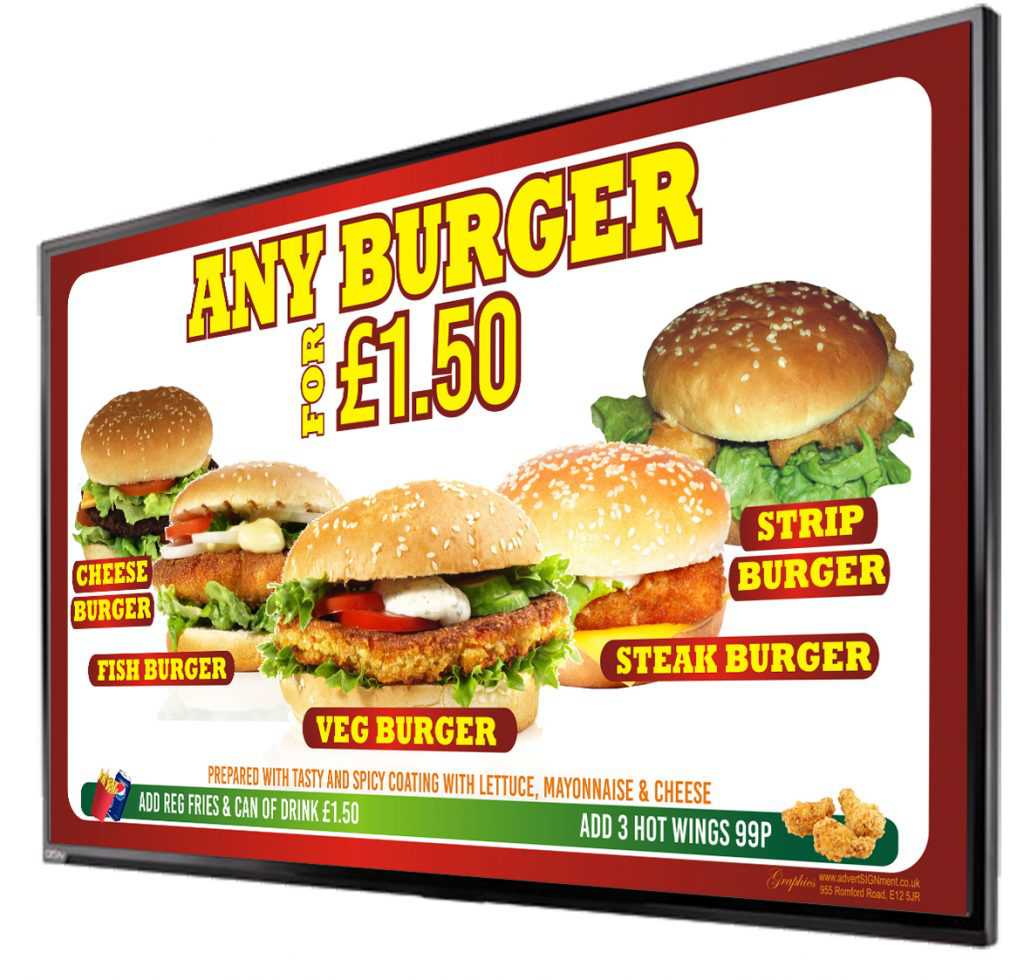 ANY BURGER
FOR
£1.50
CHEESE
BURGER
FISH BURGER
VEG BURGER
STEAK BURGER
STRIP
BURGER
PREPARED WITH TASTY AND SPICY COATING WITH LETTUCE, MAYONNAISE & CHEESE
ADD REG FRIES & CAN OF DRINK £1.50
ADD 3 HOT WINGS 99P
Graphics www.advertSIGNment.co.uk
955 Romford Road, E12 5JR